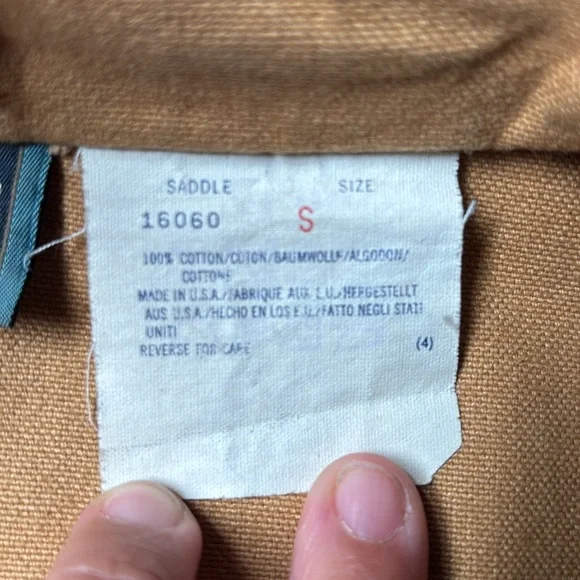 SADDLE SIZE
16060 S
100% COTTON/COTON/BAUMWOLLE/ALGODON/
COTTONE
MADE IN U.S.A./FABRIQUE AUX E.U./HERGESTELLT
AUS U.S.A./HECHO EN LOS E.U./FATTO NEGLI STATI
UNITI
REVERSE FOR CARE (4)